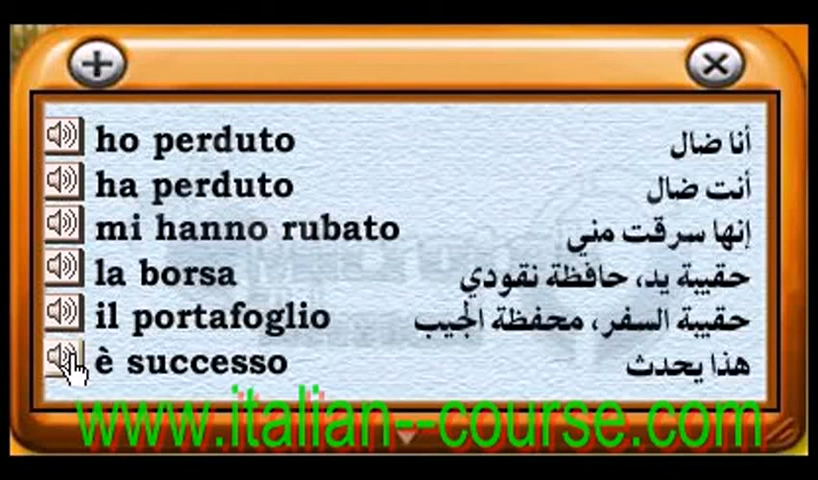 ho perduto أنا ضال
ha perduto أنت ضال
mi hanno rubato إنها سرقت مني
la borsa حقيبة يد، حافظة نقودي
il portafoglio حقيبة السفر، محفظة الجيب
è successo هذا يحدث
www.italian--course.com